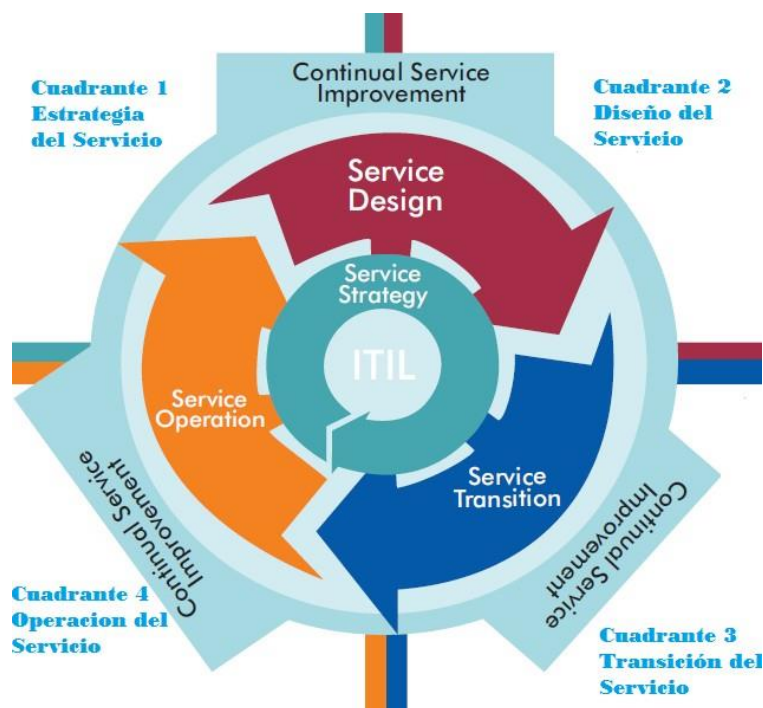 Cuadrante 1
Estrategia
del Servicio
Continual Service
Improvement
Cuadrante 2
Diseño del
Servicio
Service
Design
Service
Strategy
ITIL
Service
Operation
Service
Transition
Continual Service
Improvement
Continual Service
Improvement
Cuadrante 4
Operacion del
Servicio
Cuadrante 3
Transición del
Servicio